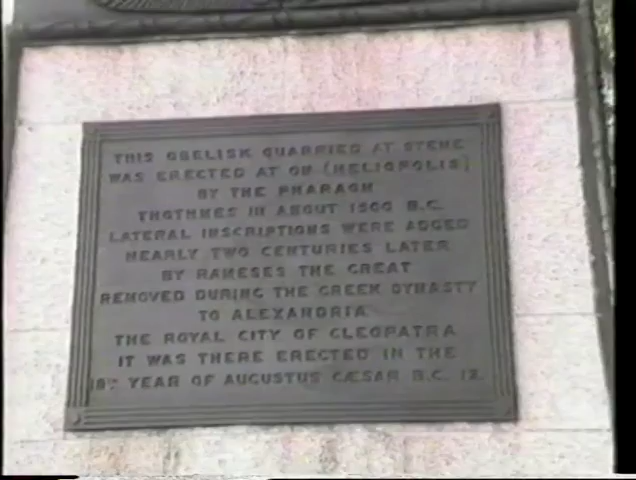 THIS OBELISK QUARRIED AT SYENE
WAS ERECTED AT ON (HELIOPOLIS)
BY THE PHARAOH
THOTHMES III ABOUT 1500 B.C.
LATERAL INSCRIPTIONS WERE ADDED
NEARLY TWO CENTURIES LATER
BY RAMESES THE GREAT
REMOVED DURING THE GREEK DYNASTY
TO ALEXANDRIA
THE ROYAL CITY OF CLEOPATRA
IT WAS THERE ERECTED IN THE
18TH YEAR OF AUGUSTUS CÆSAR B.C. 12.